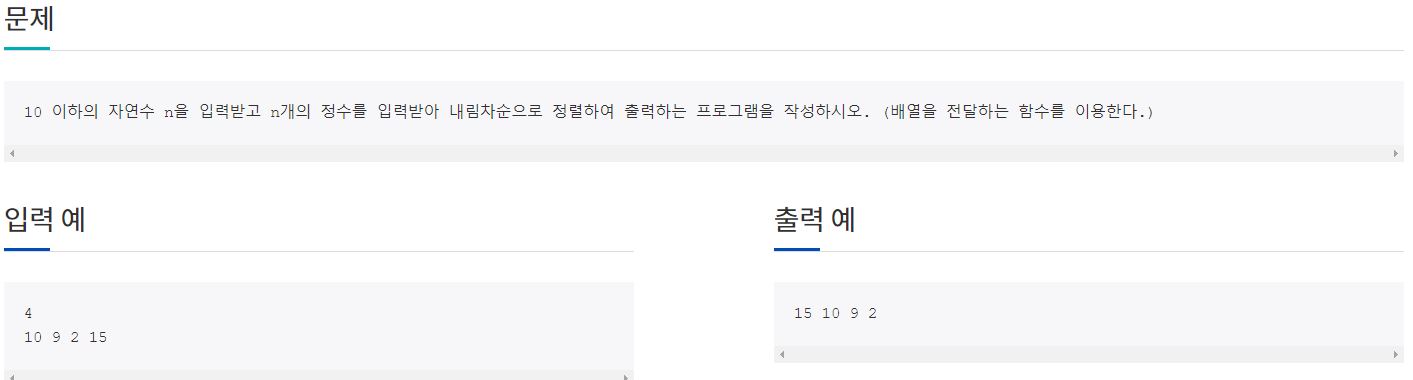 문제
10 이하의 자연수 n을 입력받고 n개의 정수를 입력받아 내림차순으로 정렬하여 출력하는 프로그램을 작성하시오. (배열을 전달하는 함수를 이용한다.)
입력 예
4
10 9 2 15
출력 예
15 10 9 2